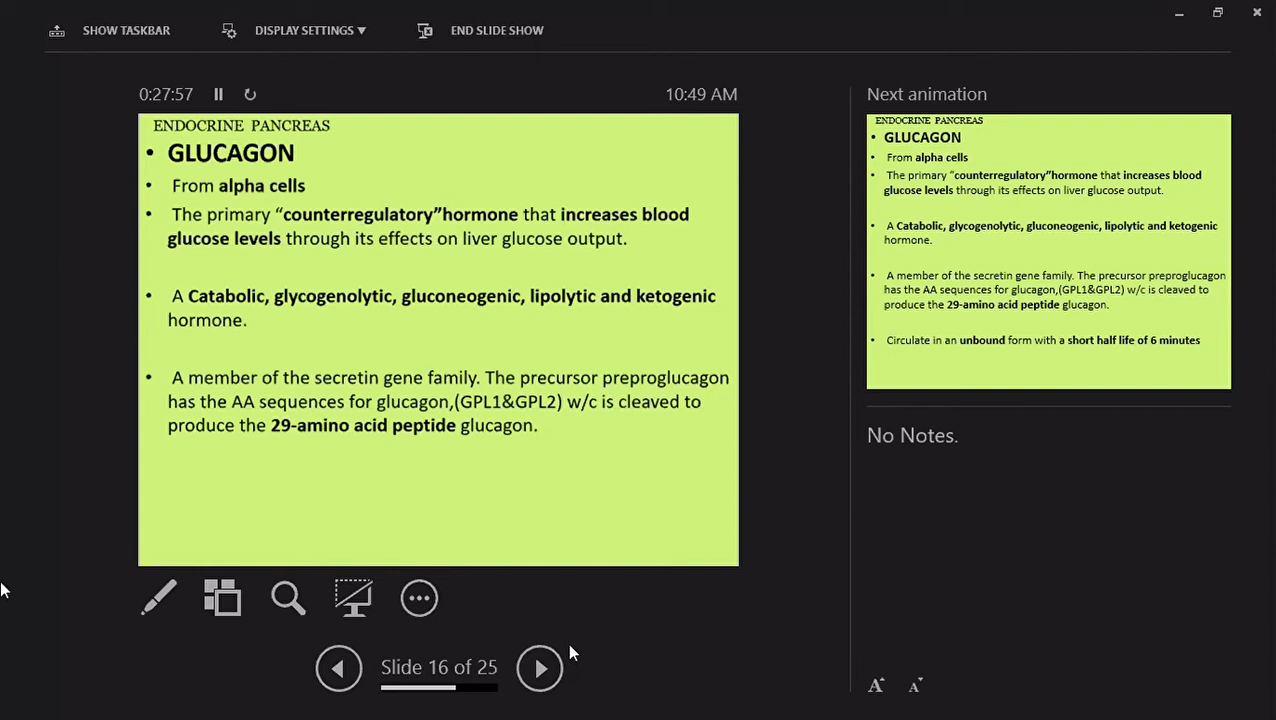 SHOW TASKBAR
DISPLAY SETTINGS ▼
END SLIDE SHOW
0:27:57
10:49 AM
ENDOCRINE PANCREAS
• GLUCAGON
• From alpha cells
• The primary “counterregulatory”hormone that increases blood
glucose levels through its effects on liver glucose output.
• A Catabolic, glycogenolytic, gluconeogenic, lipolytic and ketogenic
hormone.
• A member of the secretin gene family. The precursor preproglucagon
has the AA sequences for glucagon,(GPL1&GPL2) w/c is cleaved to
produce the 29-amino acid peptide glucagon.
Slide 16 of 25
Next animation
ENDOCRINE PANCREAS
• GLUCAGON
• From alpha cells
• The primary “counterregulatory”hormone that increases blood
glucose levels through its effects on liver glucose output.
• A Catabolic, glycogenolytic, gluconeogenic, lipolytic and ketogenic
hormone.
• A member of the secretin gene family. The precursor preproglucagon
has the AA sequences for glucagon,(GPL1&GPL2) w/c is cleaved to
produce the 29-amino acid peptide glucagon.
• Circulate in an unbound form with a short half life of 6 minutes
No Notes.
A A